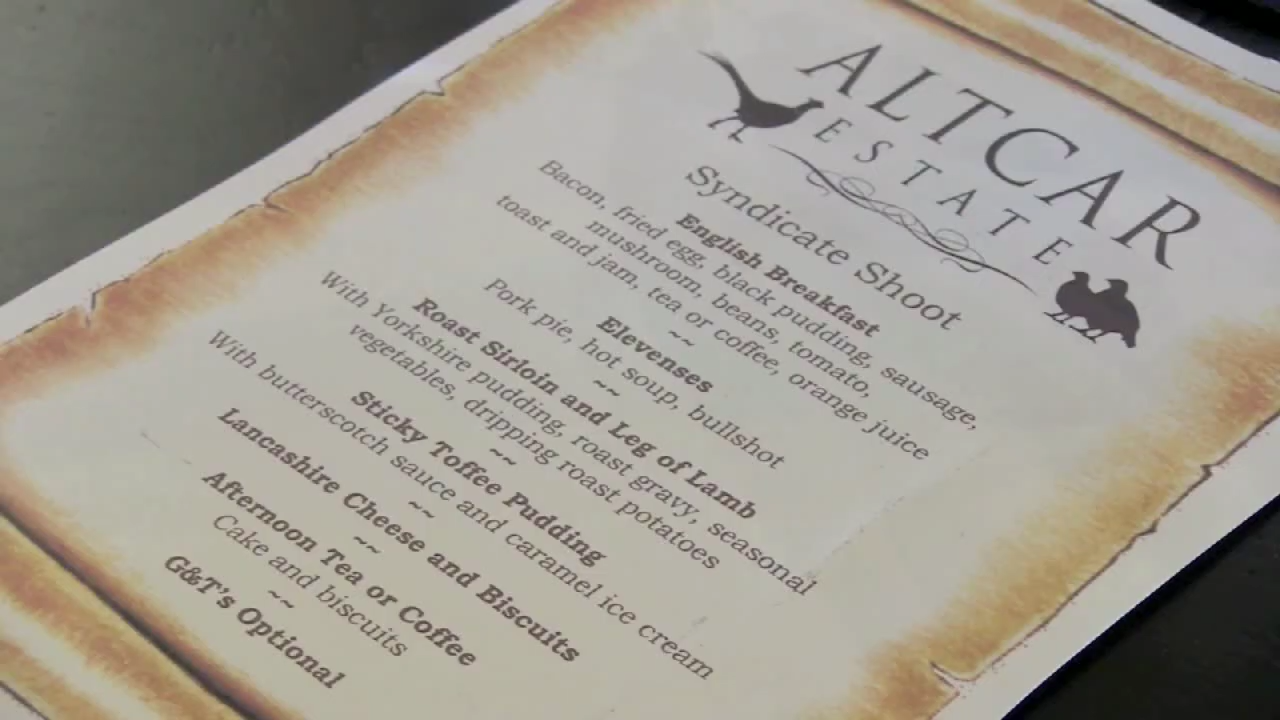 ALTCAR
ESTATE
Syndicate Shoot
English Breakfast
Bacon, fried egg, black pudding, sausage,
mushroom, beans, tomato,
toast and jam, tea or coffee, orange juice
~~
Elevenses
Pork pie, hot soup, bullshot
~~
Roast Sirloin and Leg of Lamb
With Yorkshire pudding, roast gravy, seasonal
vegetables, dripping roast potatoes
~~
Sticky Toffee Pudding
With butterscotch sauce and caramel ice cream
~~
Lancashire Cheese and Biscuits
~~
Afternoon Tea or Coffee
Cake and biscuits
~~
G&T's Optional